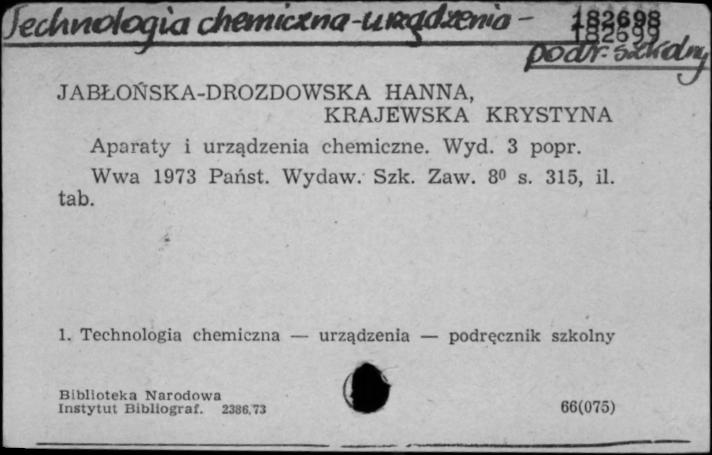 Technologia chemiczna-urządzenia -
182698
182699
podr. szkolny
JABŁOŃSKA-DROZDOWSKA HANNA,
KRAJEWSKA KRYSTYNA
Aparaty i urządzenia chemiczne. Wyd. 3 popr.
Wwa 1973 Państ. Wydaw. Szk. Zaw. 8⁰ s. 315, il.
tab.
1. Technologia chemiczna — urządzenia — podręcznik szkolny
Biblioteka Narodowa
Instytut Bibliograf. 2386,73
66(075)